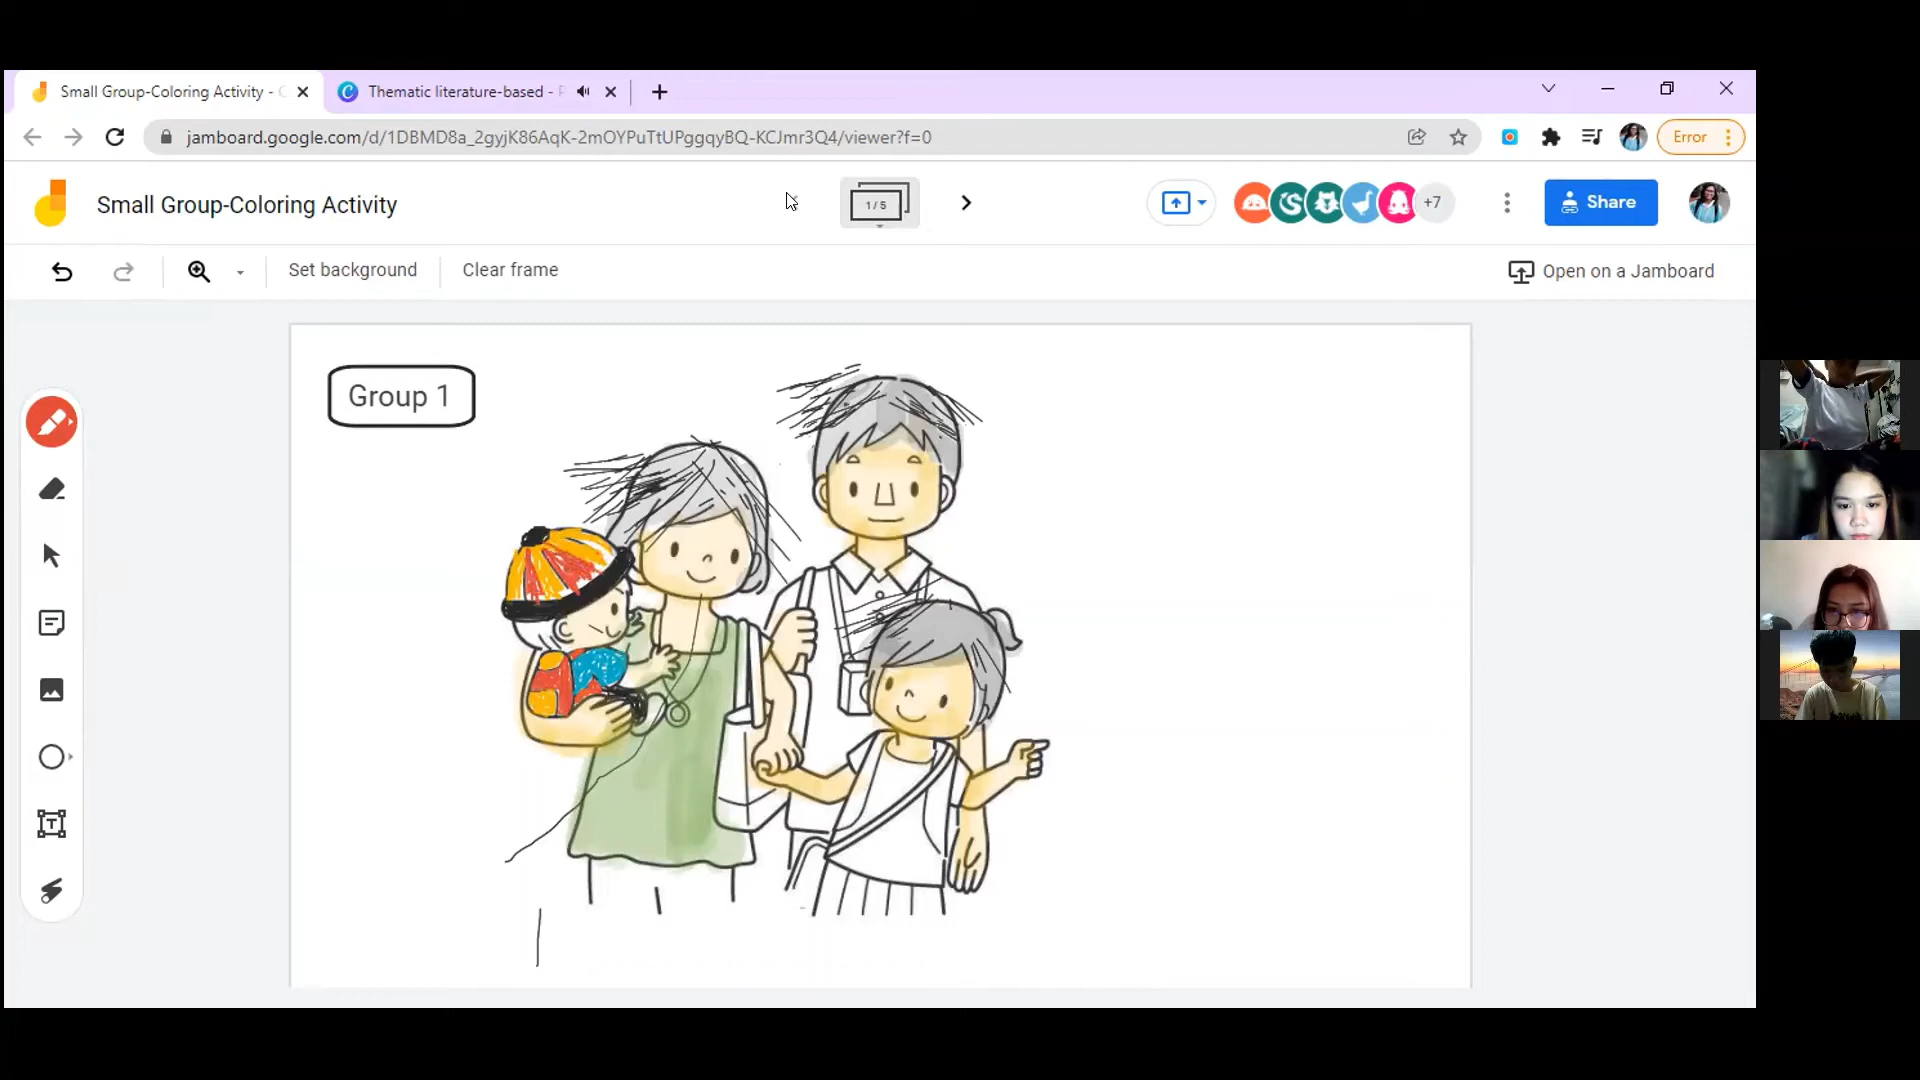 Small Group-Coloring Activity -
Thematic literature-based -
jamboard.google.com/d/1DBMD8a_2gyjK86AqK-2mOYPuTtUPggqyBQ-KCJmr3Q4/viewer?f=0
Error
Small Group-Coloring Activity
1 / 5
+7
Share
Set background
Clear frame
Open on a Jamboard
Group 1